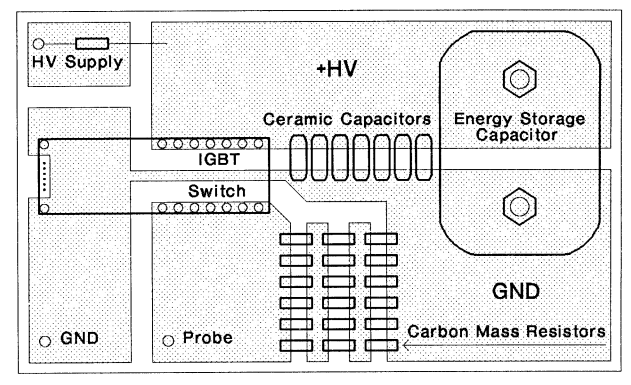 HV Supply
+HV
Ceramic Capacitors
Energy Storage
Capacitor
IGBT
Switch
GND
GND
Probe
Carbon Mass Resistors